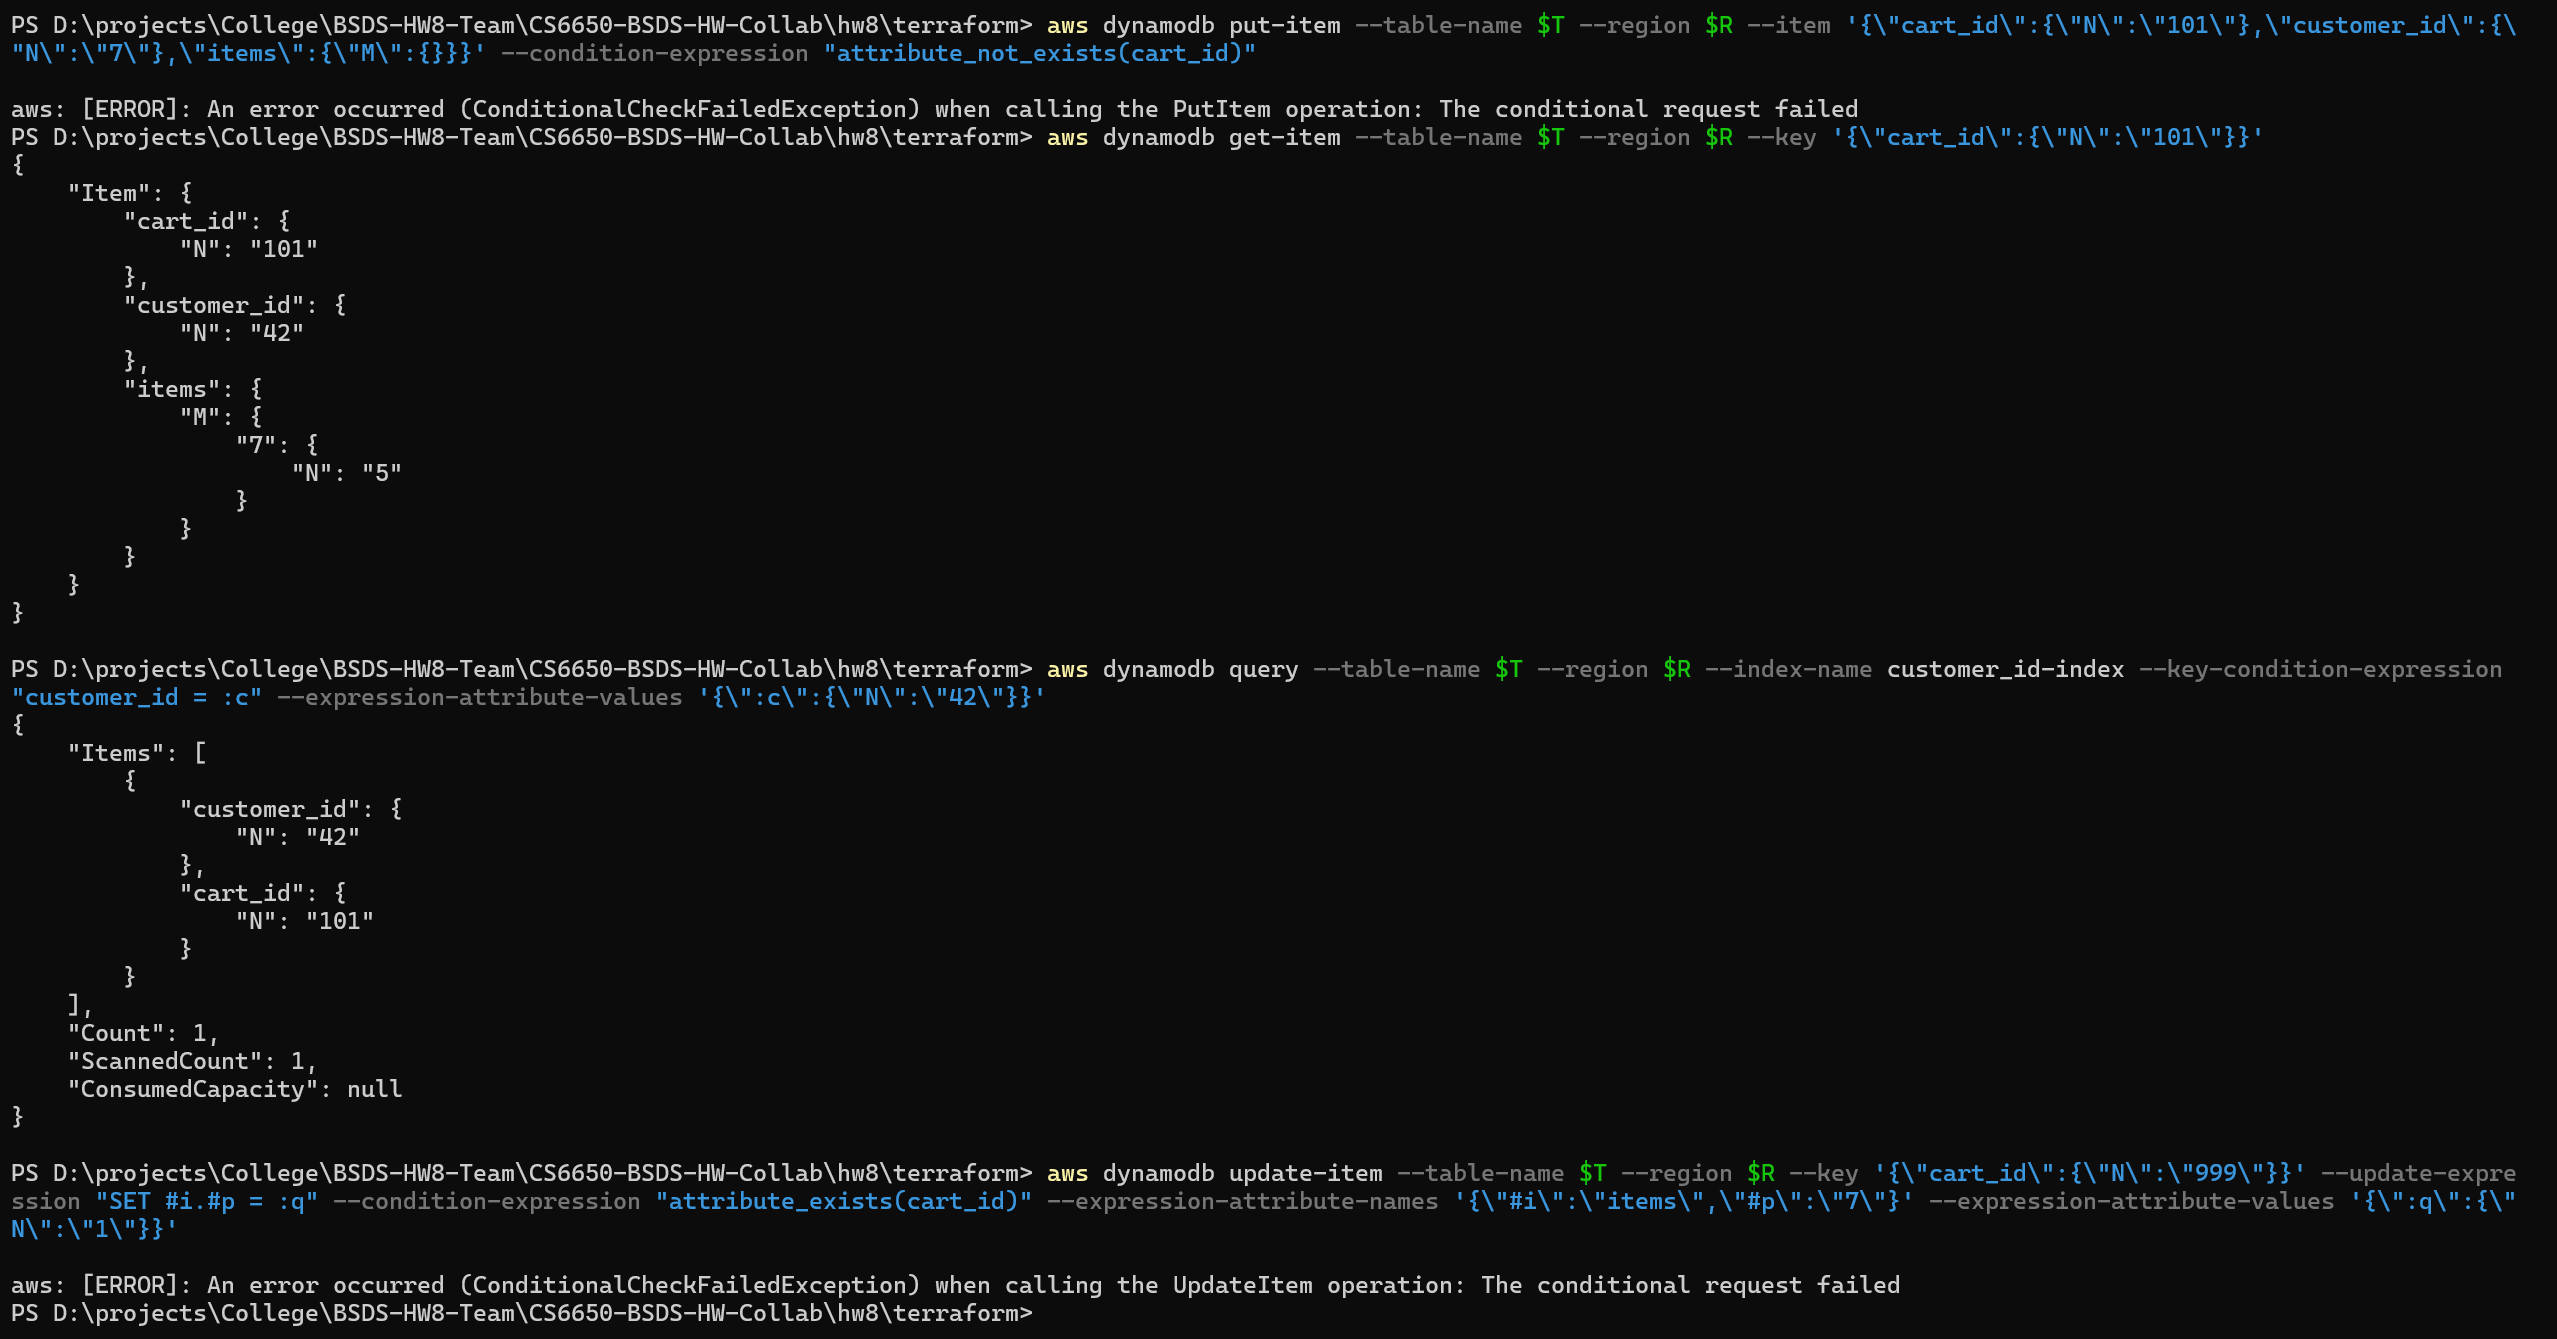 PS D:\projects\College\BSDS-HW8-Team\CS6650-BSDS-HW-Collab\hw8\terraform> aws dynamodb put-item --table-name $T --region $R --item '{\"cart_id\":{\"N\":\"101\"},\"customer_id\":{\
"N\":\"7\"},\"items\":{\"M\":{}}}' --condition-expression "attribute_not_exists(cart_id)"

aws: [ERROR]: An error occurred (ConditionalCheckFailedException) when calling the PutItem operation: The conditional request failed
PS D:\projects\College\BSDS-HW8-Team\CS6650-BSDS-HW-Collab\hw8\terraform> aws dynamodb get-item --table-name $T --region $R --key '{\"cart_id\":{\"N\":\"101\"}}'
{
    "Item": {
        "cart_id": {
            "N": "101"
        },
        "customer_id": {
            "N": "42"
        },
        "items": {
            "M": {
                "7": {
                    "N": "5"
                }
            }
        }
    }
}

PS D:\projects\College\BSDS-HW8-Team\CS6650-BSDS-HW-Collab\hw8\terraform> aws dynamodb query --table-name $T --region $R --index-name customer_id-index --key-condition-expression
"customer_id = :c" --expression-attribute-values '{\":c\":{\"N\":\"42\"}}'
{
    "Items": [
        {
            "customer_id": {
                "N": "42"
            },
            "cart_id": {
                "N": "101"
            }
        }
    ],
    "Count": 1,
    "ScannedCount": 1,
    "ConsumedCapacity": null
}

PS D:\projects\College\BSDS-HW8-Team\CS6650-BSDS-HW-Collab\hw8\terraform> aws dynamodb update-item --table-name $T --region $R --key '{\"cart_id\":{\"N\":\"999\"}}' --update-expre
ssion "SET #i.#p = :q" --condition-expression "attribute_exists(cart_id)" --expression-attribute-names '{\"#i\":\"items\",\"#p\":\"7\"}' --expression-attribute-values '{\":q\":{\"
N\":\"1\"}}'

aws: [ERROR]: An error occurred (ConditionalCheckFailedException) when calling the UpdateItem operation: The conditional request failed
PS D:\projects\College\BSDS-HW8-Team\CS6650-BSDS-HW-Collab\hw8\terraform>